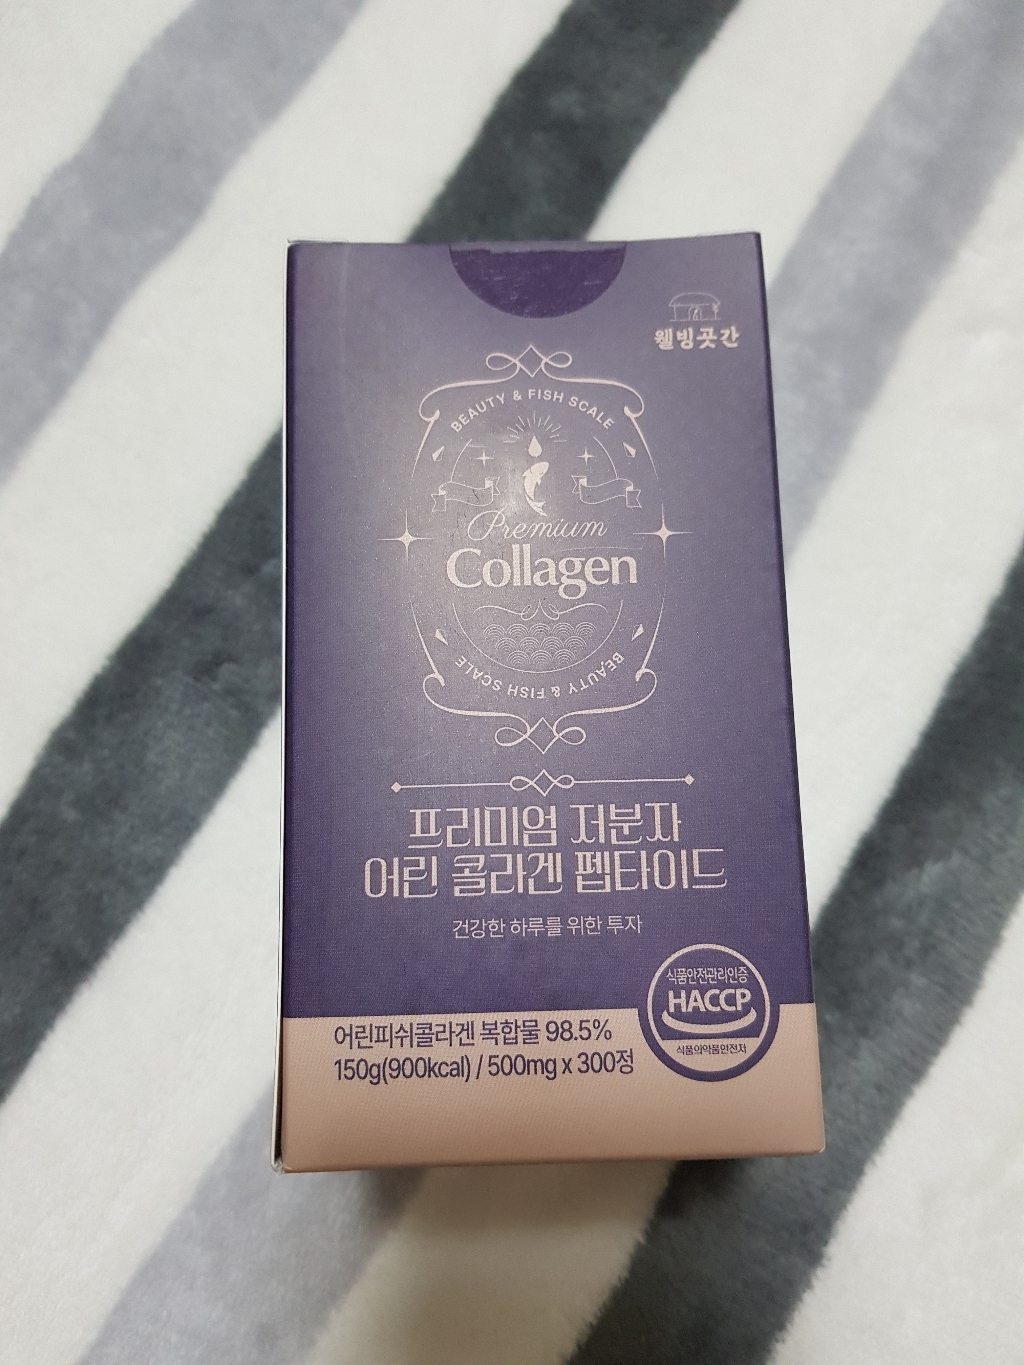 웰빙곳간
BEAUTY & FISH SCALE
Premium
Collagen
BEAUTY & FISH SCALE
프리미엄 저분자
어린 콜라겐 펩타이드
건강한 하루를 위한 투자
식품안전관리인증
HACCP
식품의약품안전처
어린피쉬콜라겐 복합물 98.5%
150g(900kcal) / 500mg x 300정